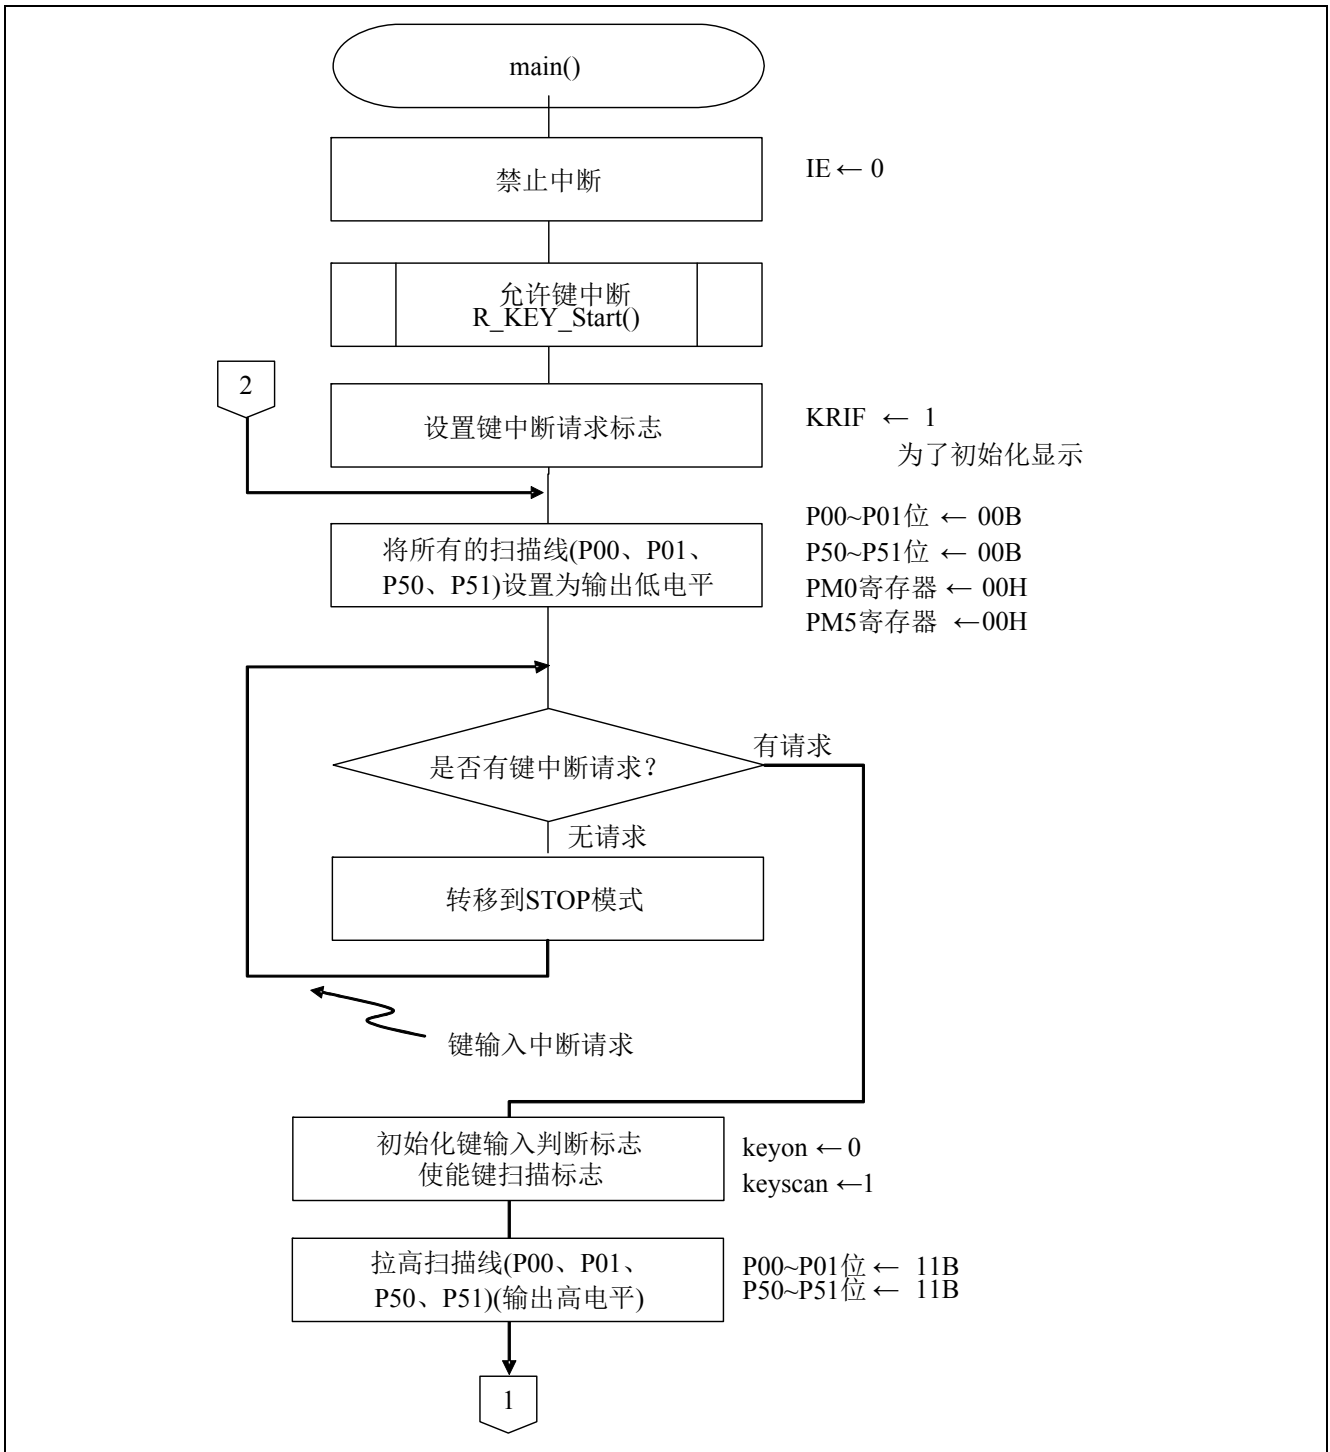 main()
禁止中断
IE ← 0
允许键中断
R_KEY_Start()
2
设置键中断请求标志
KRIF ← 1
为了初始化显示
将所有的扫描线(P00、P01、
P50、P51)设置为输出低电平
P00~P01位 ← 00B
P50~P51位 ← 00B
PM0寄存器 ← 00H
PM5寄存器 ←00H
是否有键中断请求?
有请求
无请求
转移到STOP模式
键输入中断请求
初始化键输入判断标志
使能键扫描标志
keyon ← 0
keyscan ←1
拉高扫描线(P00、P01、
P50、P51)(输出高电平)
P00~P01位 ← 11B
P50~P51位 ← 11B
1